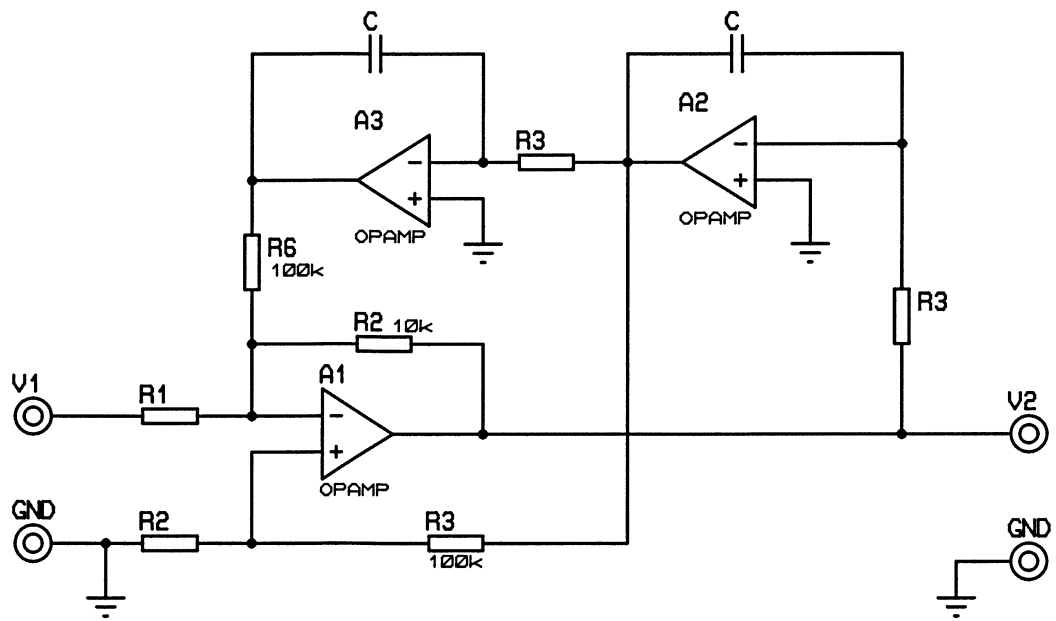 C
C
A3
A2
R3
-
-
+
+
OPAMP
OPAMP
R6
100k
R3
R2 10k
V1
R1
A1
-
+
V2
OPAMP
GND
R2
R3
100k
GND